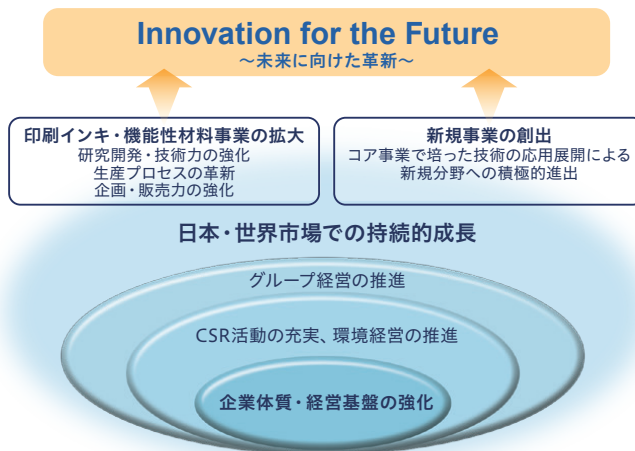 Innovation for the Future
～未来に向けた革新～
印刷インキ・機能性材料事業の拡大
研究開発・技術力の強化
生産プロセスの革新
企画・販売力の強化
新規事業の創出
コア事業で培った技術の応用展開による
新規分野への積極的進出
日本・世界市場での持続的成長
グループ経営の推進
CSR活動の充実、環境経営の推進
企業体質・経営基盤の強化